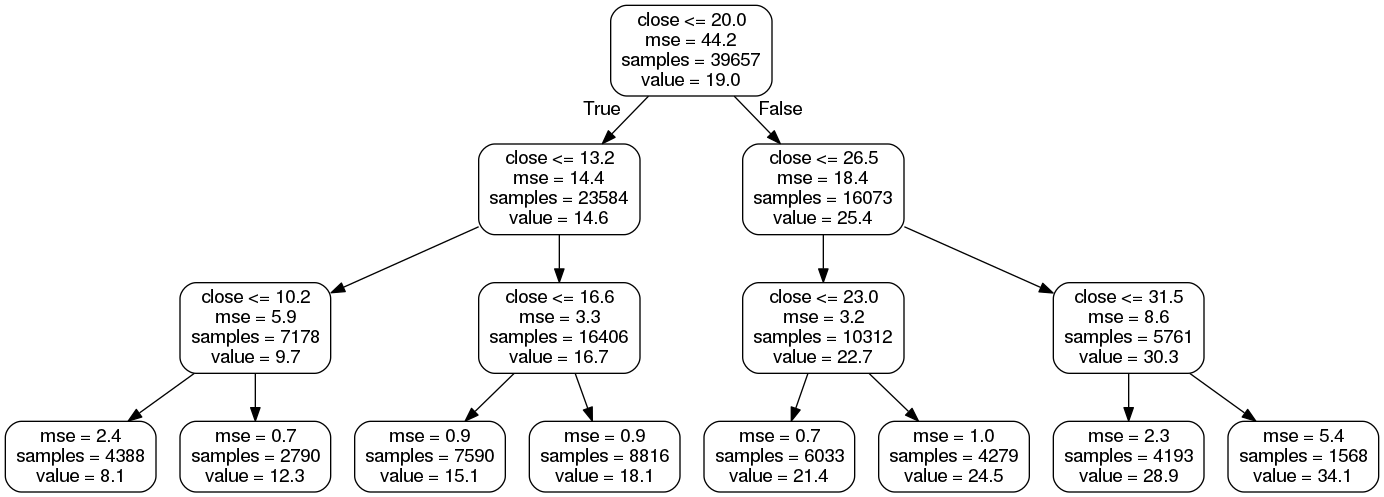 close <= 20.0
mse = 44.2
samples = 39657
value = 19.0
True
False
close <= 13.2
mse = 14.4
samples = 23584
value = 14.6
close <= 26.5
mse = 18.4
samples = 16073
value = 25.4
close <= 10.2
mse = 5.9
samples = 7178
value = 9.7
close <= 16.6
mse = 3.3
samples = 16406
value = 16.7
close <= 23.0
mse = 3.2
samples = 10312
value = 22.7
close <= 31.5
mse = 8.6
samples = 5761
value = 30.3
mse = 2.4
samples = 4388
value = 8.1
mse = 0.7
samples = 2790
value = 12.3
mse = 0.9
samples = 7590
value = 15.1
mse = 0.9
samples = 8816
value = 18.1
mse = 0.7
samples = 6033
value = 21.4
mse = 1.0
samples = 4279
value = 24.5
mse = 2.3
samples = 4193
value = 28.9
mse = 5.4
samples = 1568
value = 34.1